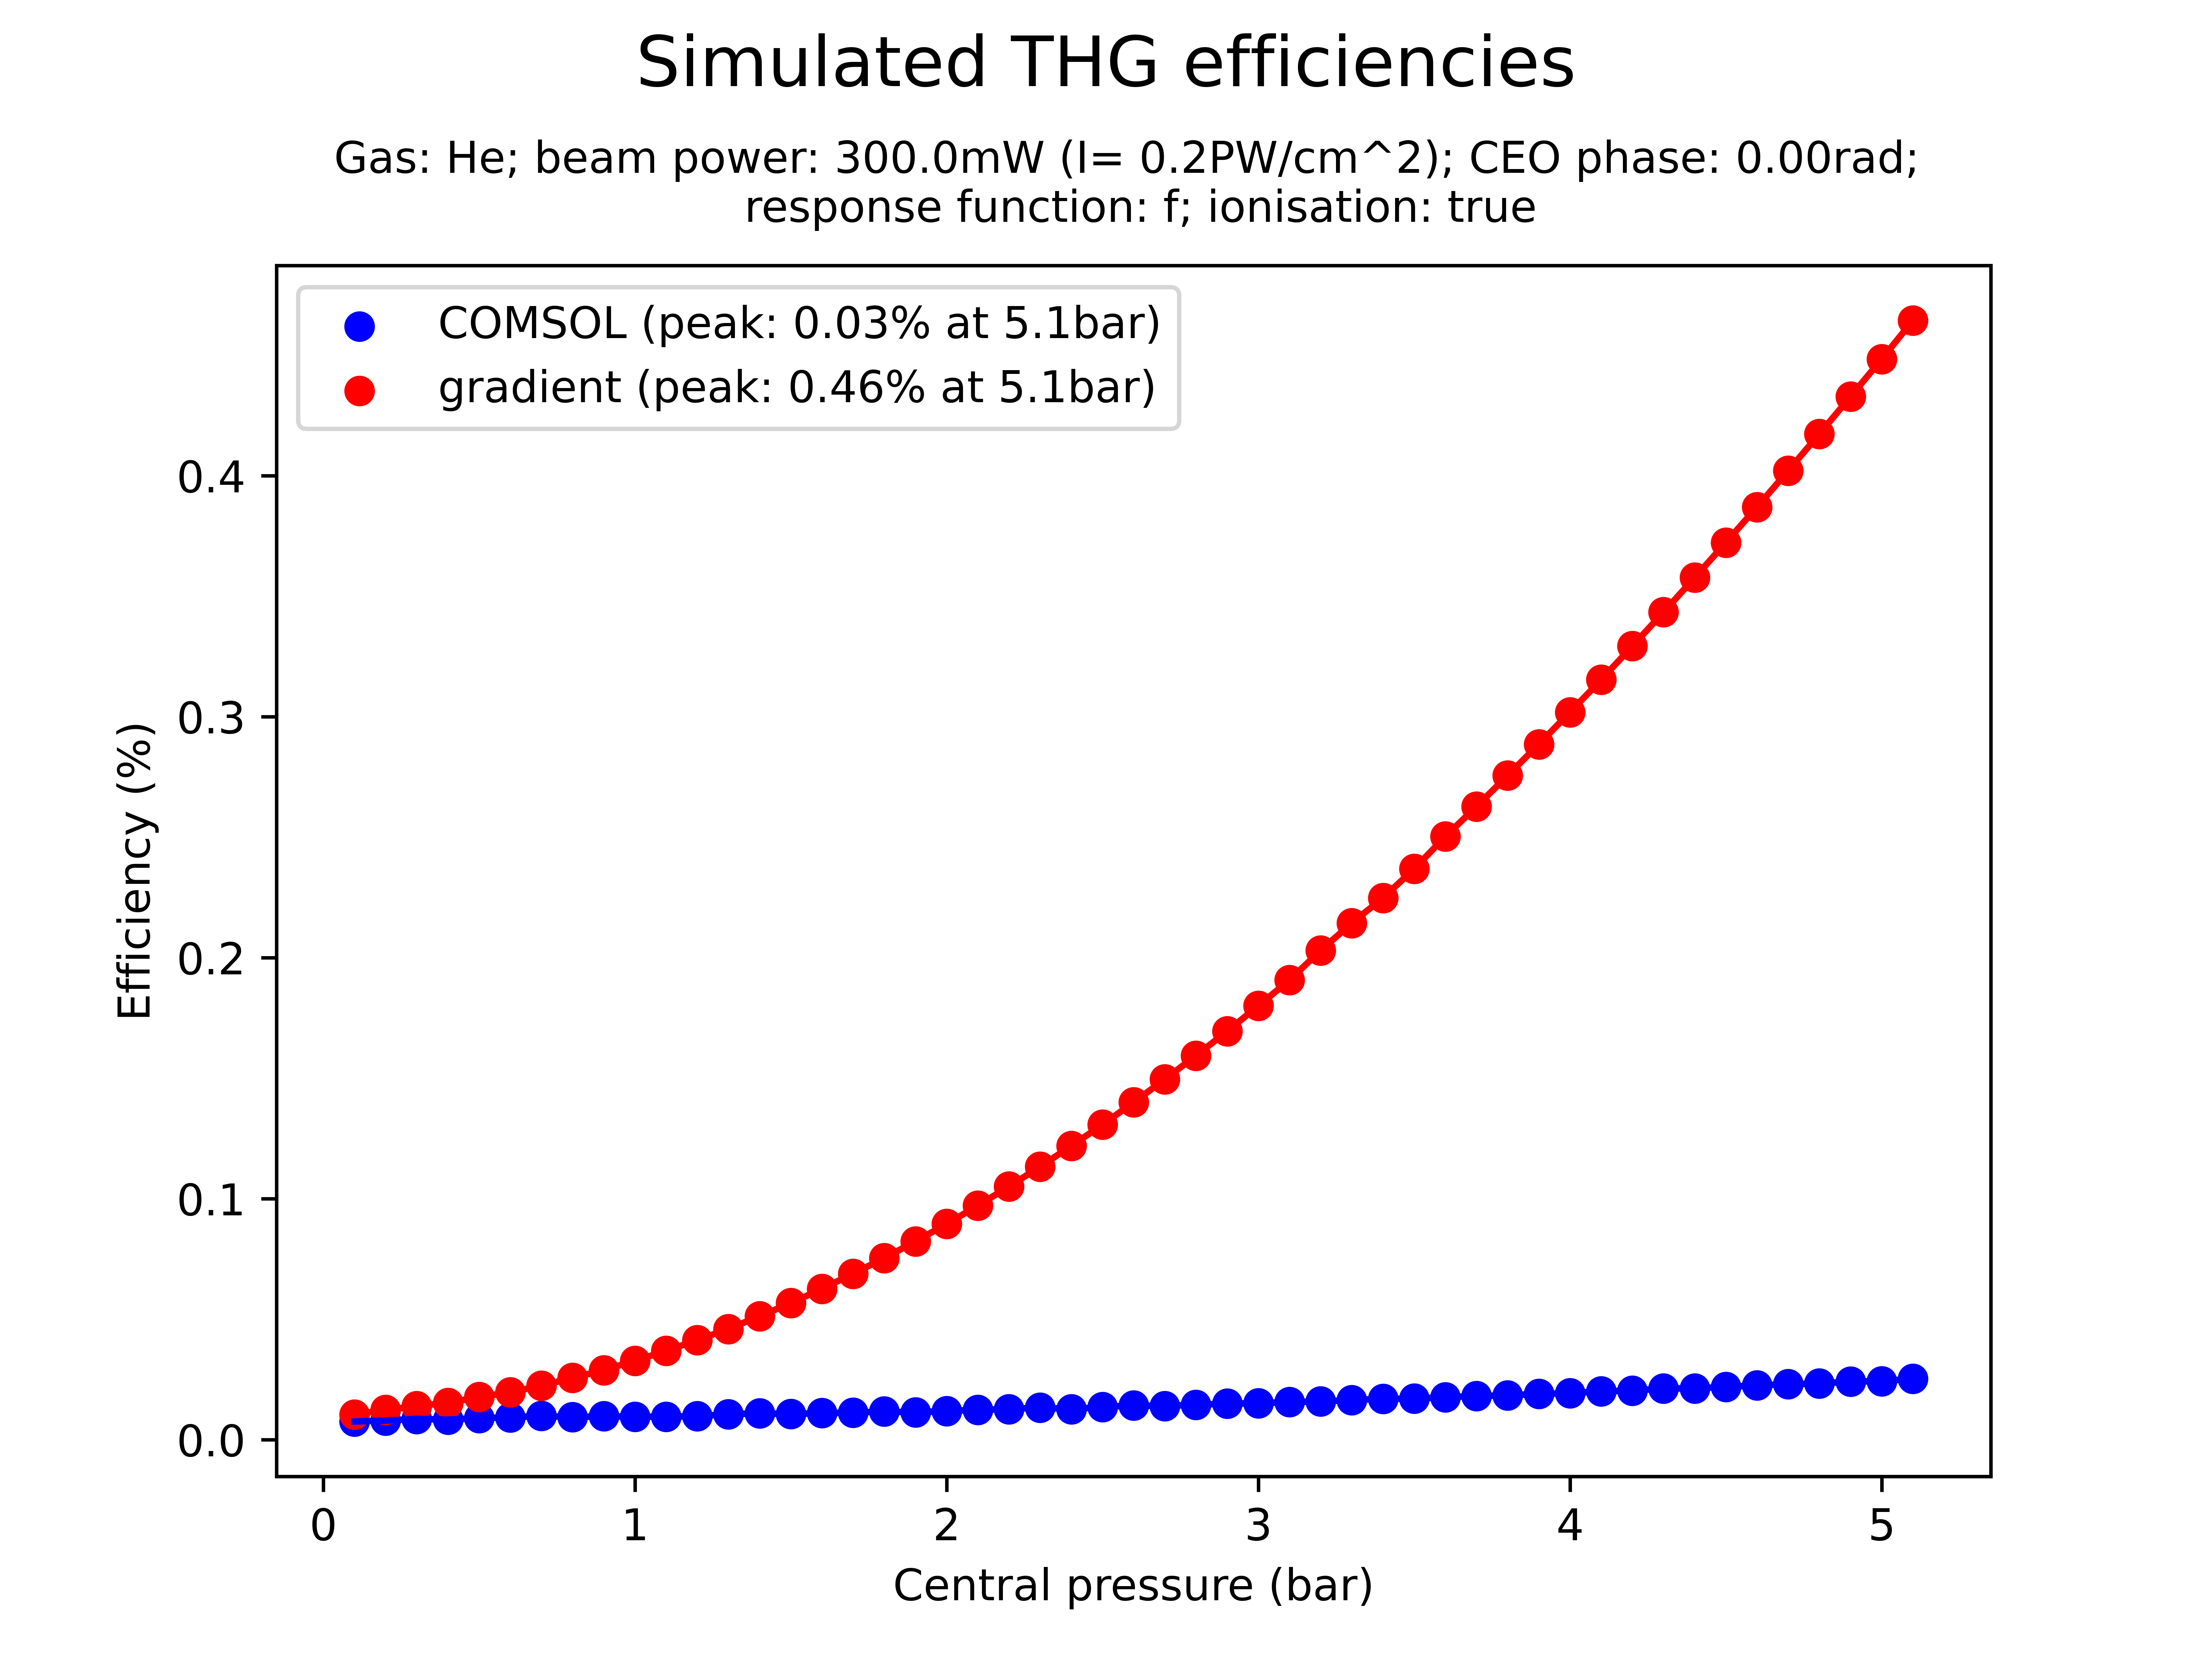 Simulated THG efficiencies
Gas: He; beam power: 300.0mW (I= 0.2PW/cm^2); CEO phase: 0.00rad;
response function: f; ionisation: true
COMSOL (peak: 0.03% at 5.1bar)
gradient (peak: 0.46% at 5.1bar)
Efficiency (%)
0.4
0.3
0.2
0.1
0.0
0 1 2 3 4 5
Central pressure (bar)